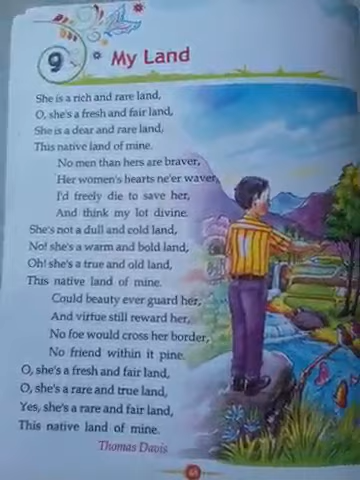 9
My Land
She is a rich and rare land,
O, she's a fresh and fair land,
She is a dear and rare land,
This native land of mine.
No men than hers are braver,
Her women's hearts ne'er waver,
I'd freely die to save her,
And think my lot divine.
She's not a dull and cold land,
No! she's a warm and bold land,
Oh! she's a true and old land,
This native land of mine.
Could beauty ever guard her,
And virtue still reward her,
No foe would cross her border,
No friend within it pine.
O, she's a fresh and fair land,
O, she's a rare and true land,
Yes, she's a rare and fair land,
This native land of mine.
Thomas Davis